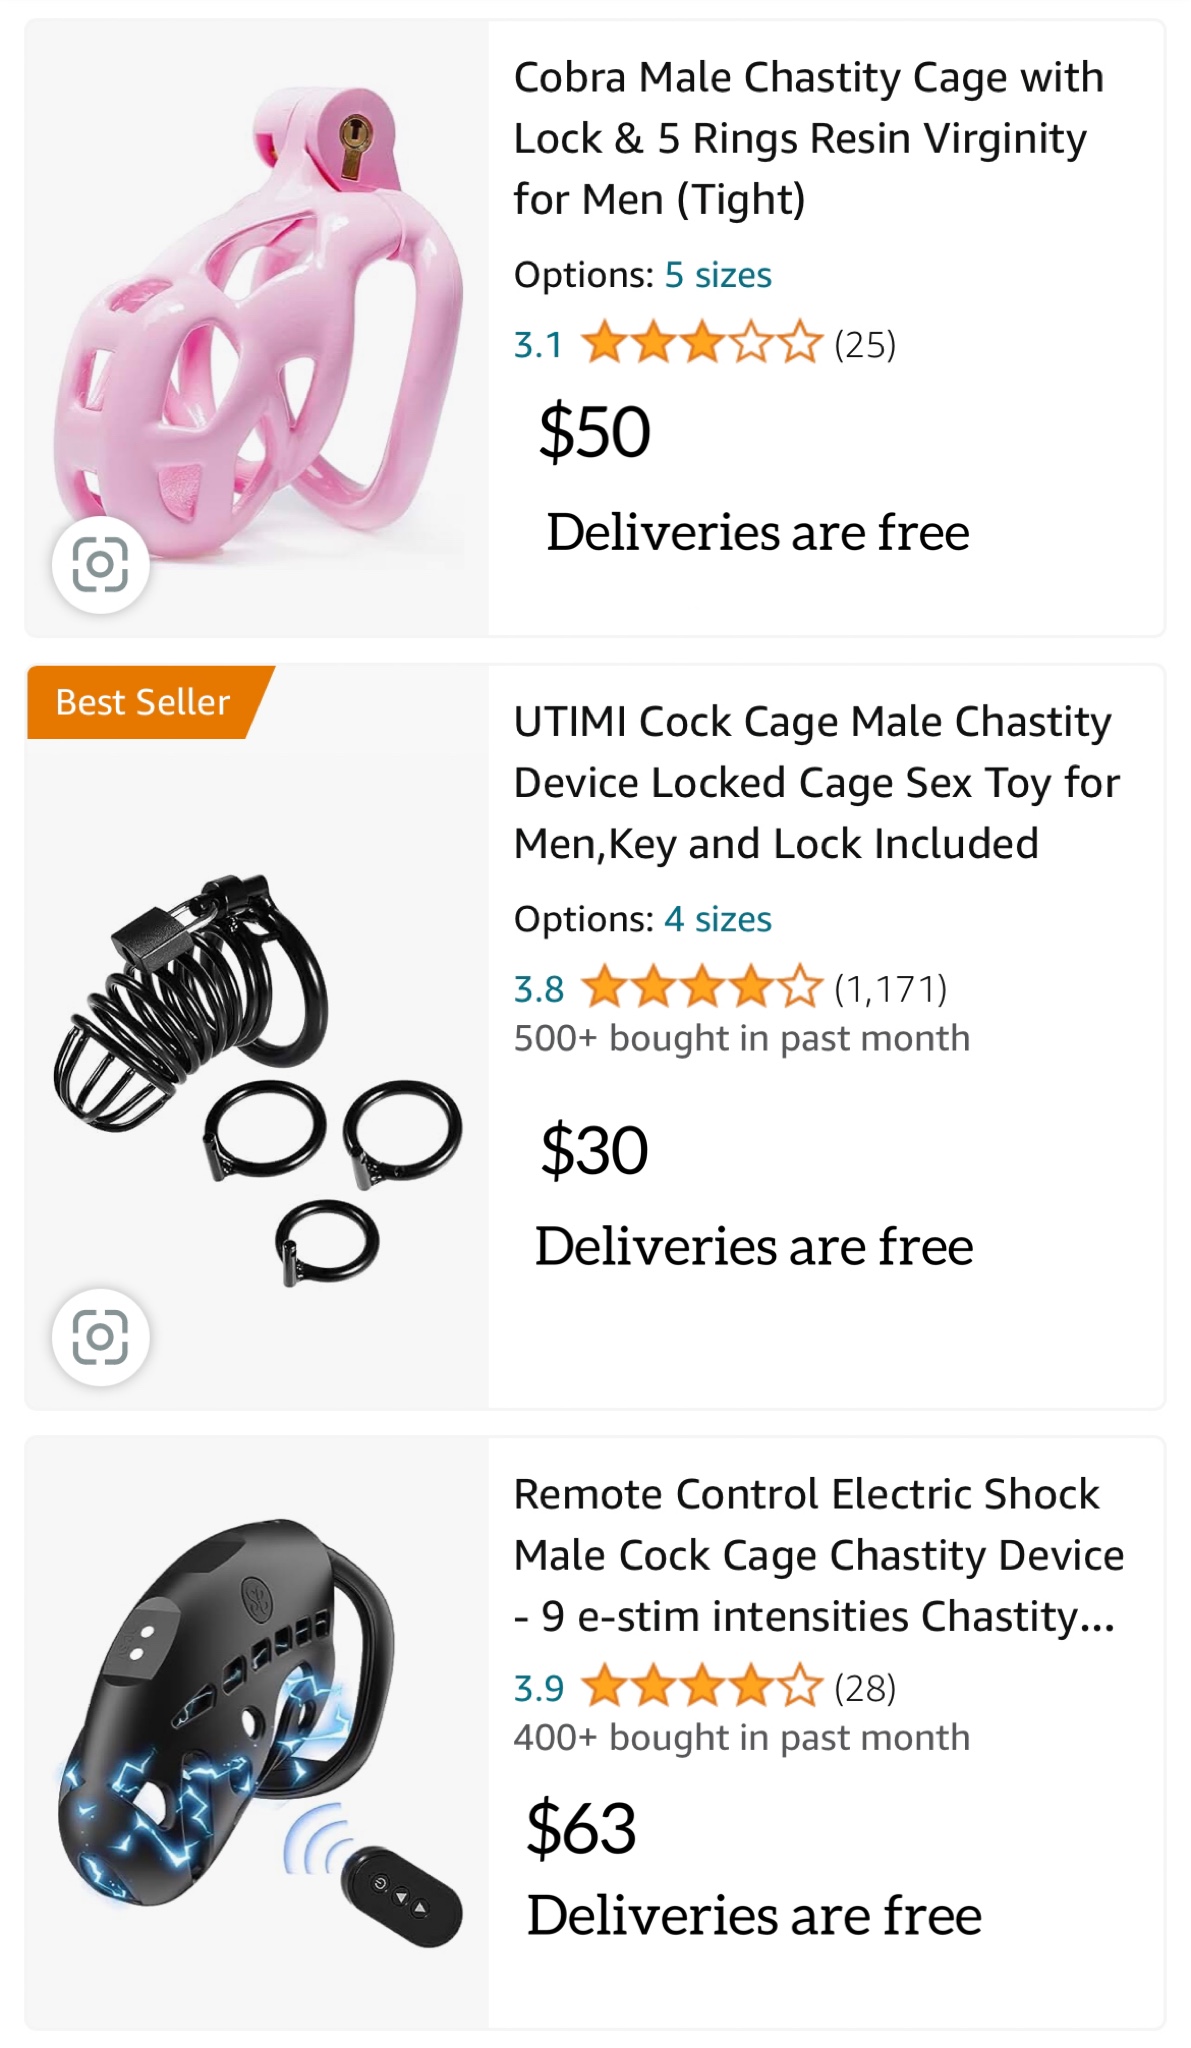 Cobra Male Chastity Cage with
Lock & 5 Rings Resin Virginity
for Men (Tight)
Options: 5 sizes
3.1 (25)
$50
Deliveries are free
Best Seller
UTIMI Cock Cage Male Chastity
Device Locked Cage Sex Toy for
Men,Key and Lock Included
Options: 4 sizes
3.8 (1,171)
500+ bought in past month
$30
Deliveries are free
Remote Control Electric Shock
Male Cock Cage Chastity Device
- 9 e-stim intensities Chastity...
3.9 (28)
400+ bought in past month
$63
Deliveries are free